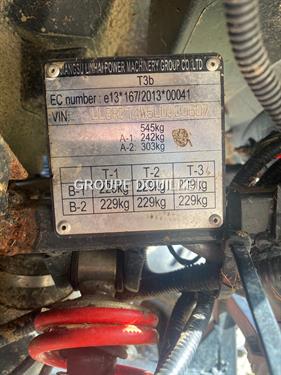 JIANGSU LINHAI POWER MACHINERY GROUP CO.,LTD
T3b
EC number : e13*167/2013*00041
VIN:
545kg
A-1: 242kg
A-2: 303kg
T-1 T-2 T-3
B-1
B-2 229kg 229kg 229kg
GROUPE DOUILLET